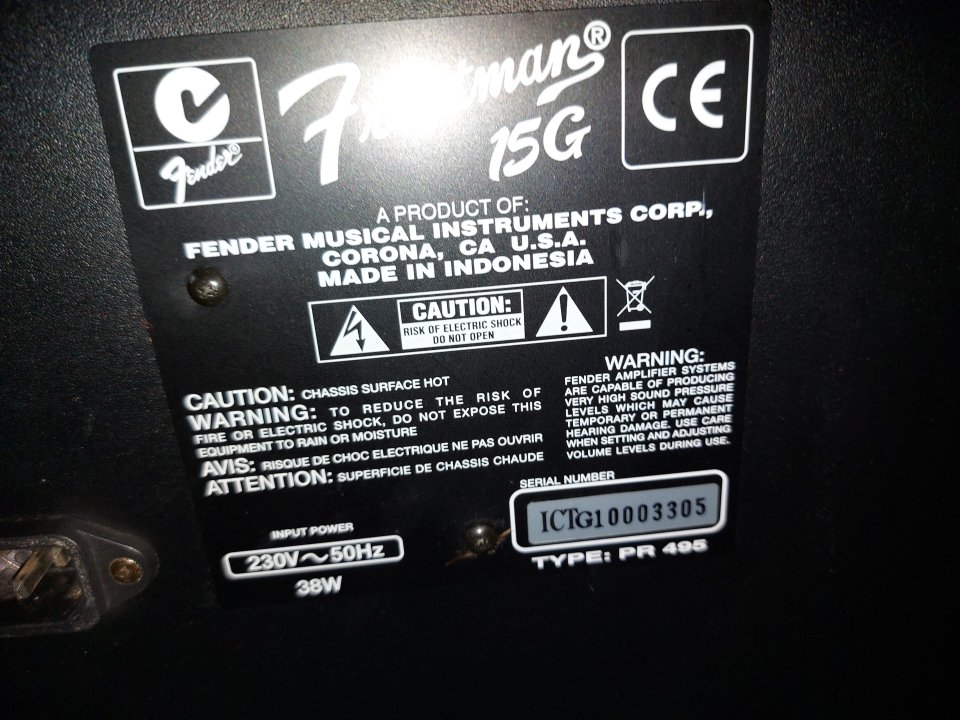 Fender®
F tman®
15G
CE
A PRODUCT OF:
FENDER MUSICAL INSTRUMENTS CORP.,
CORONA, CA U.S.A.
MADE IN INDONESIA
CAUTION:
RISK OF ELECTRIC SHOCK
DO NOT OPEN
CAUTION: CHASSIS SURFACE HOT
WARNING: TO REDUCE THE RISK OF
FIRE OR ELECTRIC SHOCK, DO NOT EXPOSE THIS
EQUIPMENT TO RAIN OR MOISTURE
AVIS: RISQUE DE CHOC ELECTRIQUE NE PAS OUVRIR
ATTENTION: SUPERFICIE DE CHASSIS CHAUDE
WARNING:
FENDER AMPLIFIER SYSTEMS
ARE CAPABLE OF PRODUCING
VERY HIGH SOUND PRESSURE
LEVELS WHICH MAY CAUSE
TEMPORARY OR PERMANENT
HEARING DAMAGE. USE CARE
WHEN SETTING AND ADJUSTING
VOLUME LEVELS DURING USE.
INPUT POWER
230V～50Hz
38W
SERIAL NUMBER
ICTG10003305
TYPE: PR 495